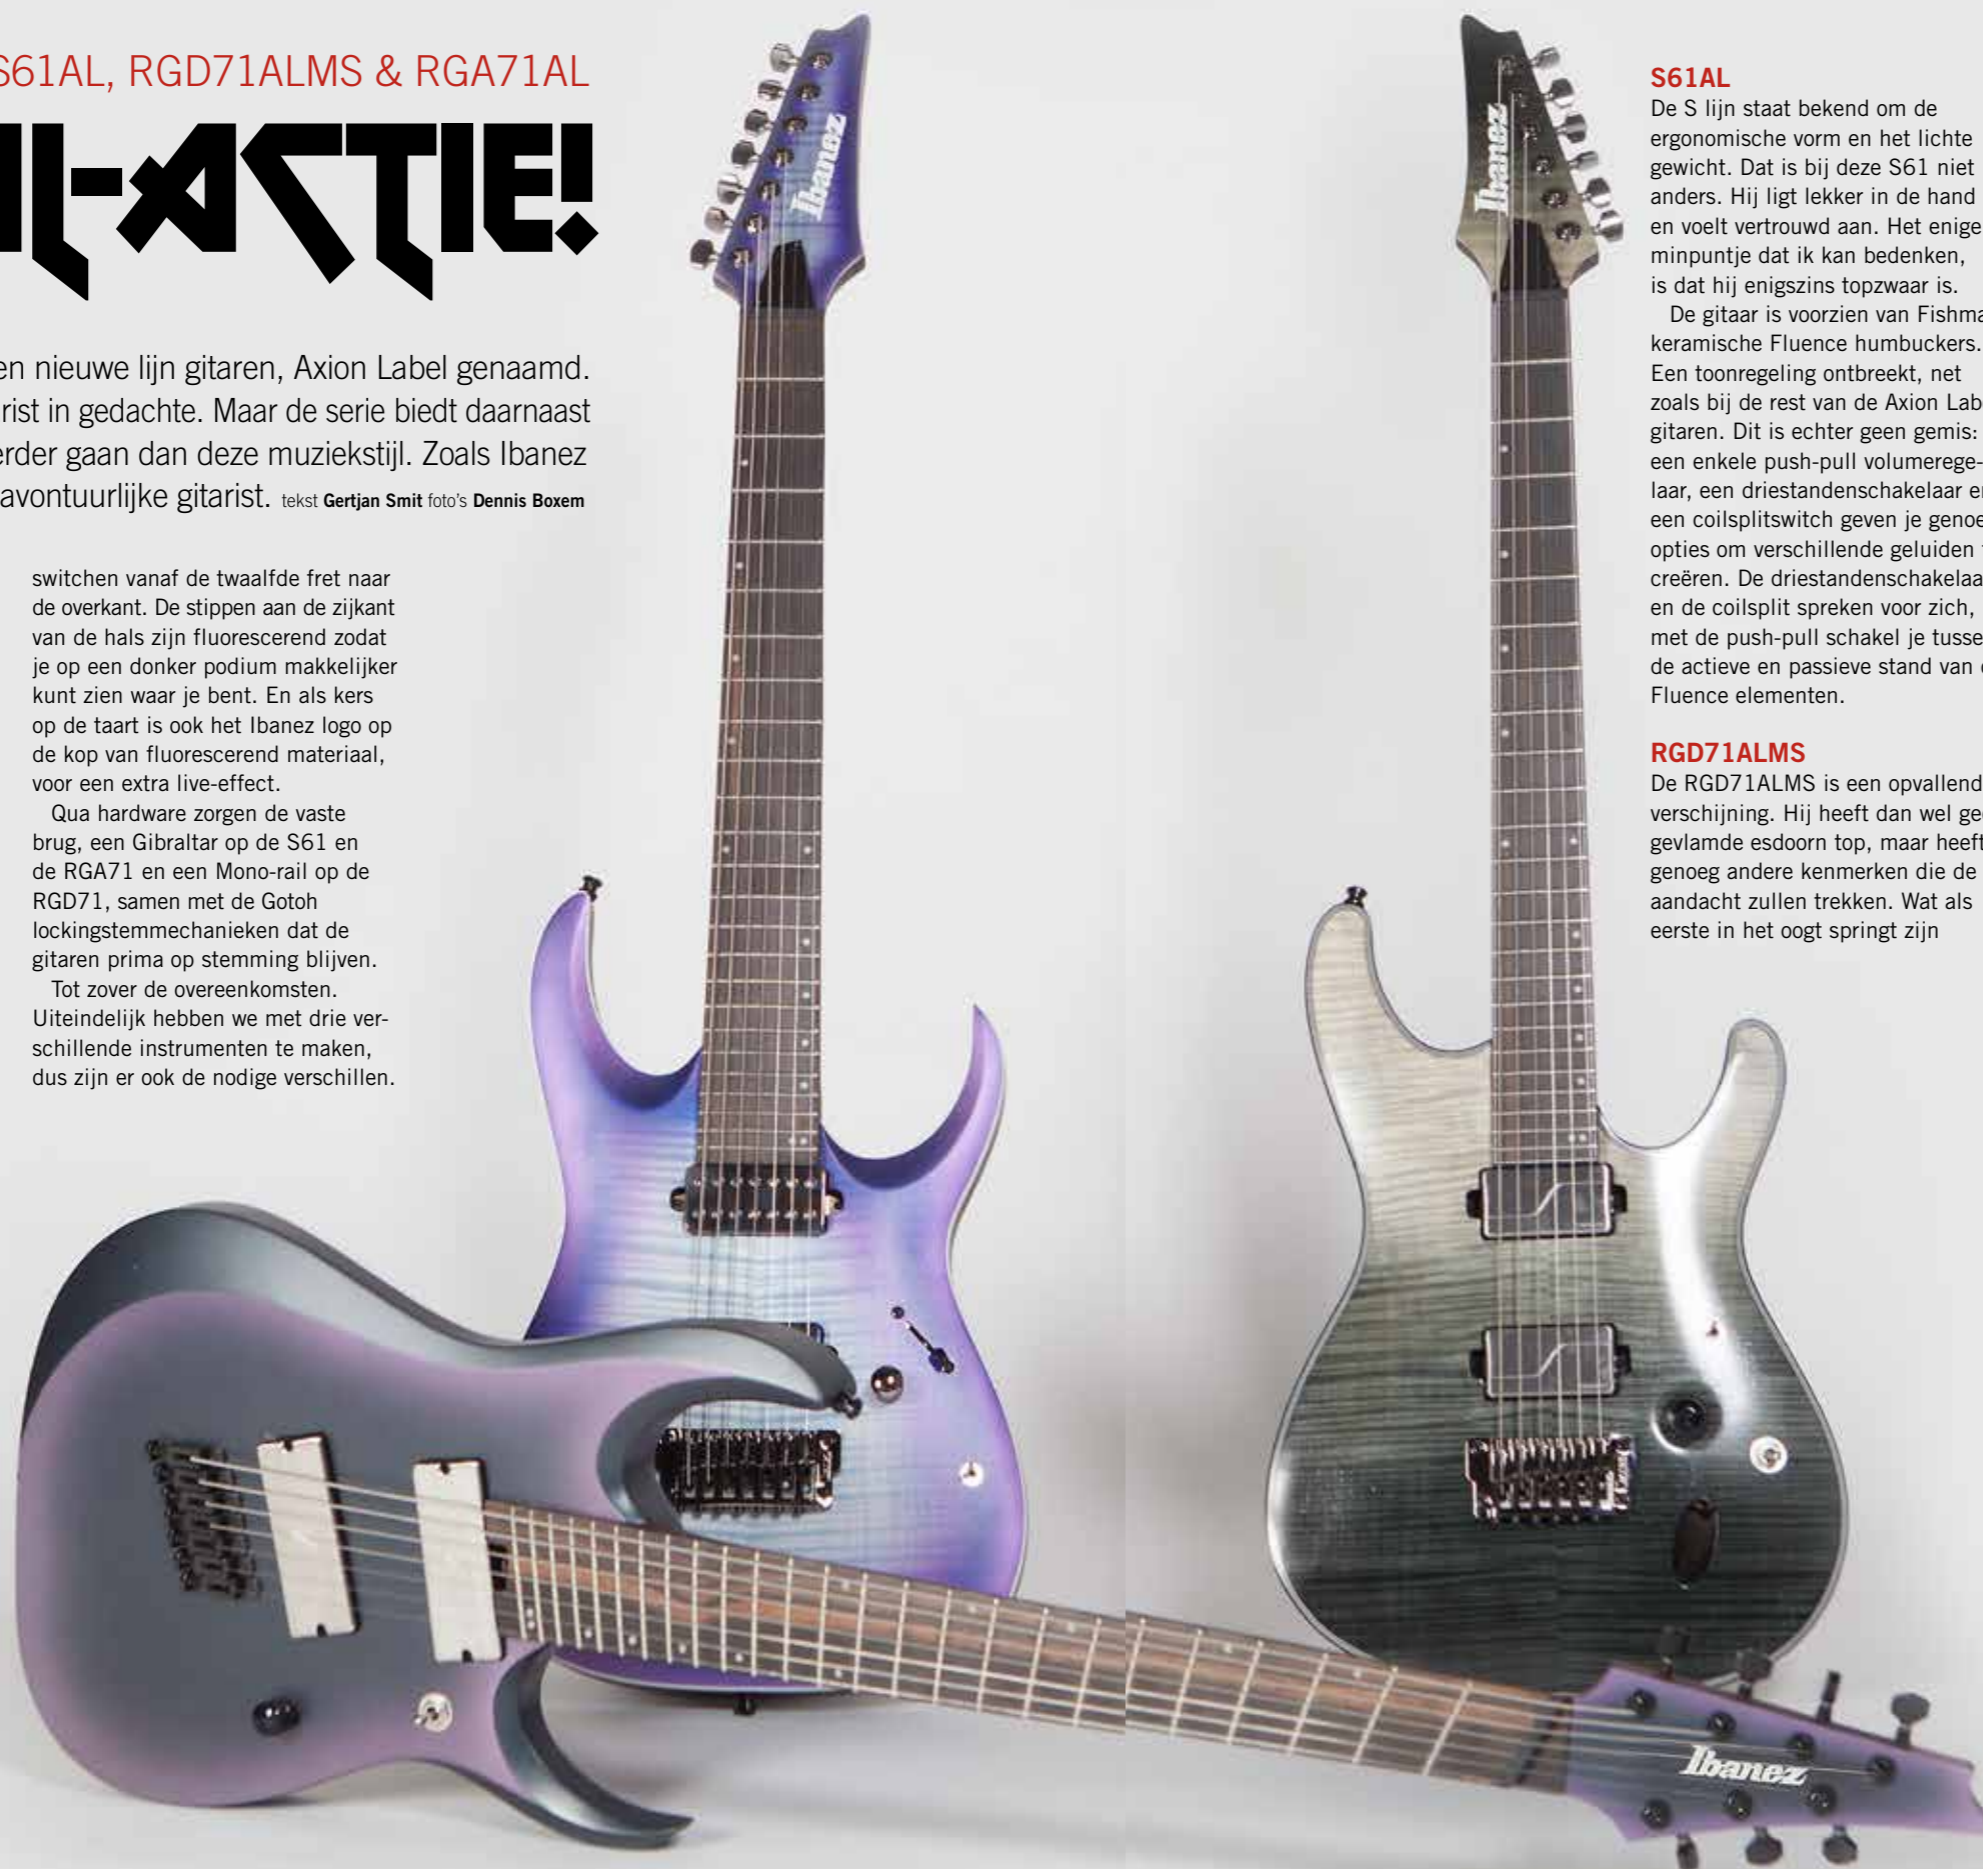 S61AL, RGD71ALMS & RGA71AL
-ACTIE!
en nieuwe lijn gitaren, Axion Label genaamd.
rist in gedachte. Maar de serie biedt daarnaast
erder gaan dan deze muziekstijl. Zoals Ibanez
avontuurlijke gitarist. tekst Gertjan Smit foto's Dennis Boxem
switchen vanaf de twaalfde fret naar
de overkant. De stippen aan de zijkant
van de hals zijn fluorescerend zodat
je op een donker podium makkelijker
kunt zien waar je bent. En als kers
op de taart is ook het Ibanez logo op
de kop van fluorescerend materiaal,
voor een extra live-effect.
Qua hardware zorgen de vaste
brug, een Gibraltar op de S61 en
de RGA71 en een Mono-rail op de
RGD71, samen met de Gotoh
lockingstemmechanieken dat de
gitaren prima op stemming blijven.
Tot zover de overeenkomsten.
Uiteindelijk hebben we met drie ver-
schillende instrumenten te maken,
dus zijn er ook de nodige verschillen.
S61AL
De S lijn staat bekend om de
ergonomische vorm en het lichte
gewicht. Dat is bij deze S61 niet
anders. Hij ligt lekker in de hand
en voelt vertrouwd aan. Het enige
minpuntje dat ik kan bedenken,
is dat hij enigszins topzwaar is.
De gitaar is voorzien van Fishma
keramische Fluence humbuckers.
Een toonregeling ontbreekt, net
zoals bij de rest van de Axion Labe
gitaren. Dit is echter geen gemis:
een enkele push-pull volumerege-
laar, een driestandenschakelaar en
een coilsplitswitch geven je genoe
opties om verschillende geluiden t
creëren. De driestandenschakelaa
en de coilsplit spreken voor zich,
met de push-pull schakel je tusse
de actieve en passieve stand van d
Fluence elementen.
RGD71ALMS
De RGD71ALMS is een opvallend
verschijning. Hij heeft dan wel gee
gevlamde esdoorn top, maar heeft
genoeg andere kenmerken die de
aandacht zullen trekken. Wat als
eerste in het oogt springt zijn
Ibanez
Ibanez
Ibanez